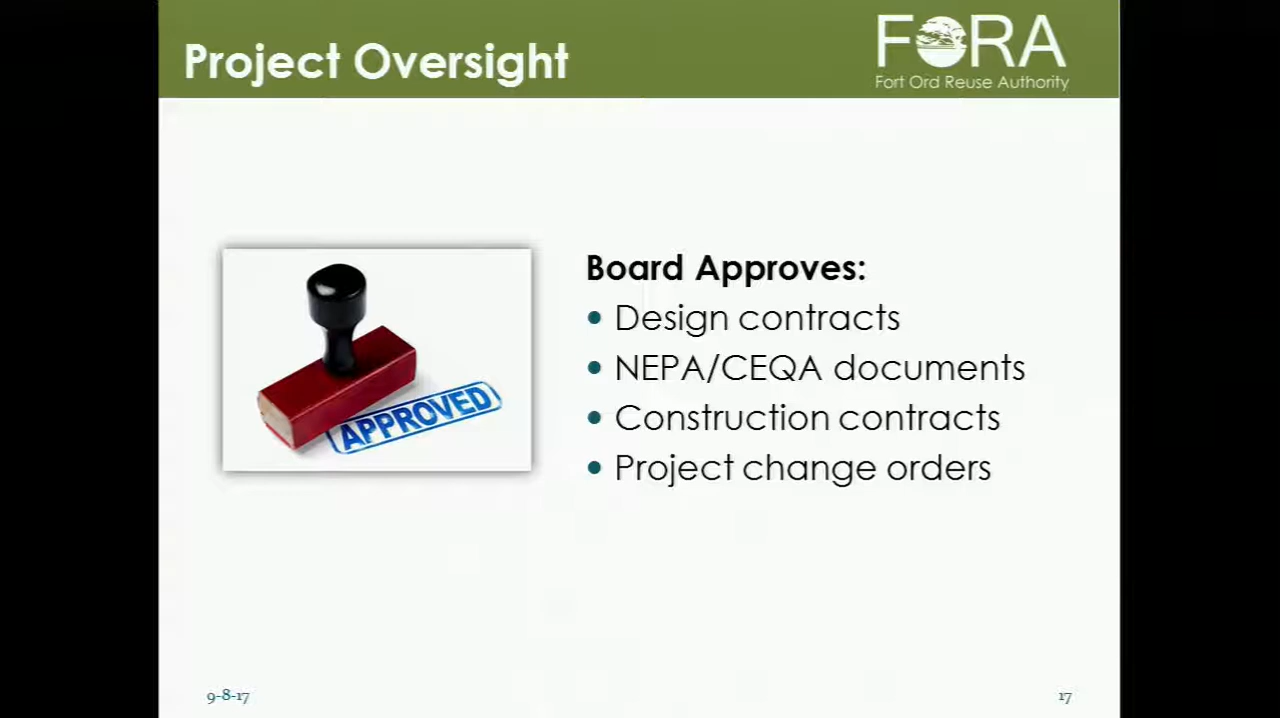 Project Oversight
FORA
Fort Ord Reuse Authority
APPROVED
Board Approves:
• Design contracts
• NEPA/CEQA documents
• Construction contracts
• Project change orders
9-8-17
17